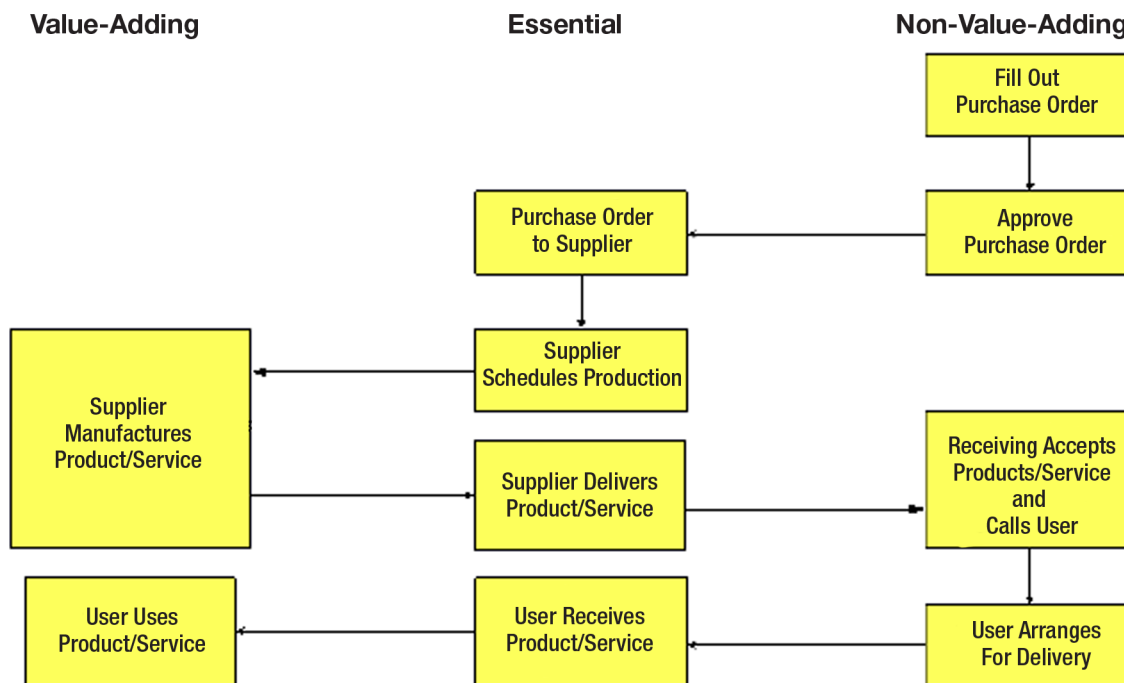 Value-Adding
Essential
Non-Value-Adding
Fill Out
Purchase Order
Purchase Order
to Supplier
Approve
Purchase Order
Supplier
Manufactures
Product/Service
Supplier
Schedules Production
Supplier Delivers
Product/Service
Receiving Accepts
Products/Service
and
Calls User
User Uses
Product/Service
User Receives
Product/Service
User Arranges
For Delivery